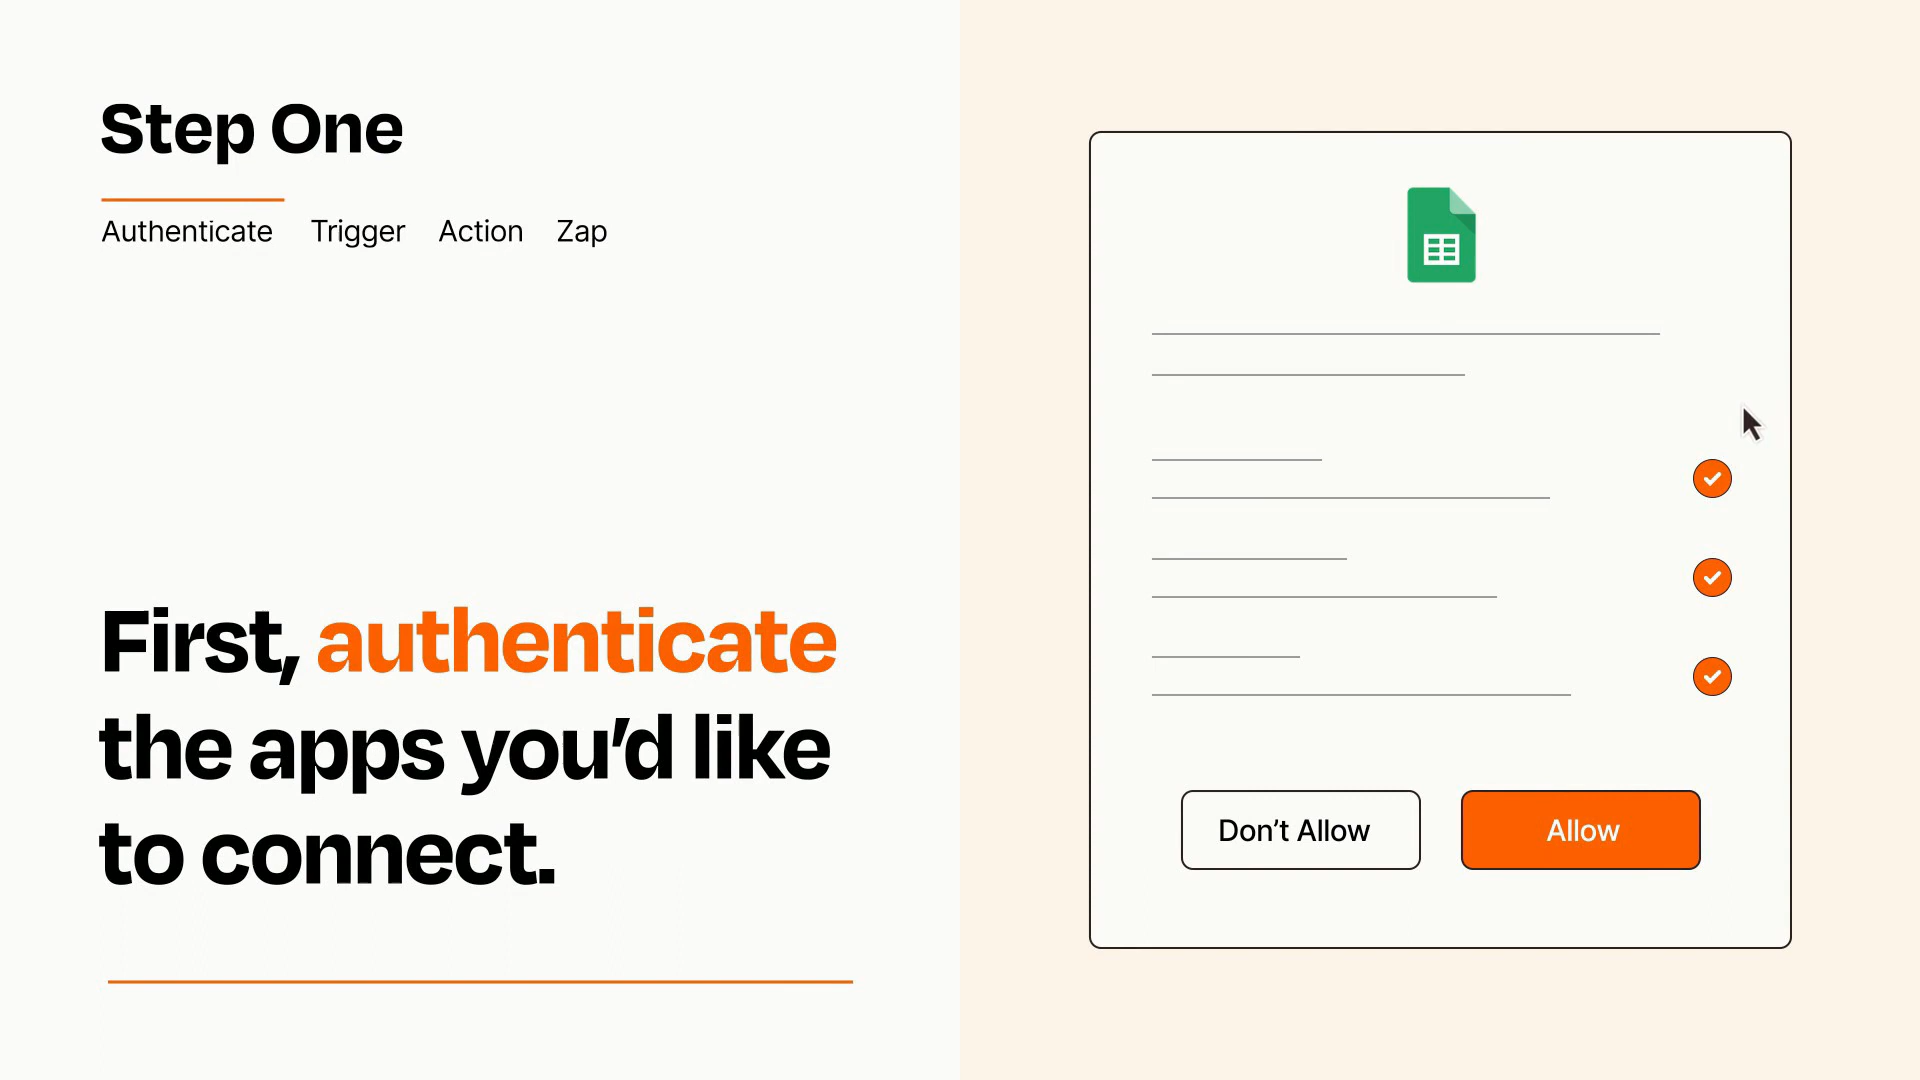 Step One
Authenticate Trigger Action Zap
First, authenticate
the apps you’d like
to connect.
Don’t Allow
Allow